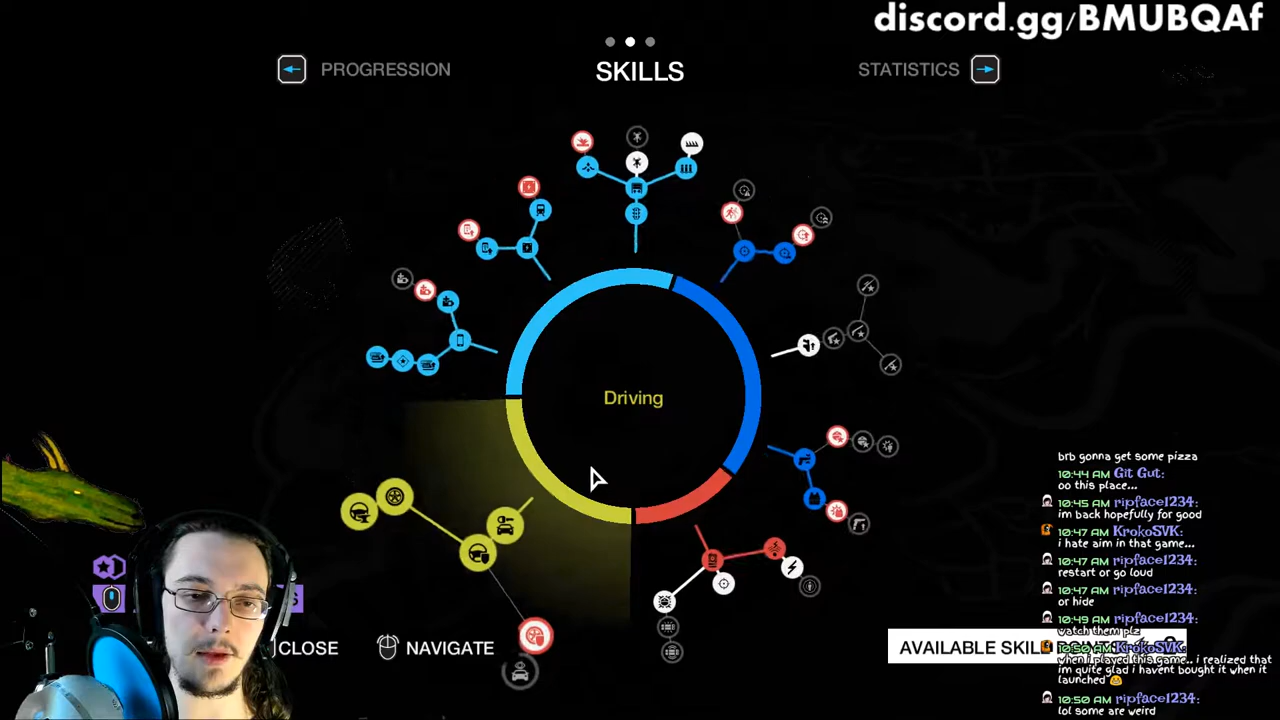 discord.gg/BMUBQAf
PROGRESSION
SKILLS
STATISTICS
Driving
CLOSE
NAVIGATE
AVAILABLE SKILL
brb gonna get some pizza
10:44 AM Git Gut:
oo this place...
10:45 AM ripface1234:
im back hopefully for good
10:47 AM KrokoSVK:
i hate aim in that game...
10:47 AM ripface1234:
restart or go loud
10:47 AM ripface1234:
or hide
10:49 AM ripface1234:
watch them plz
10:50 AM KrokoSVK:
when i played this game.. i realized that
im quite glad i havent bought it when it
launched
10:50 AM ripface1234:
lol some are weird